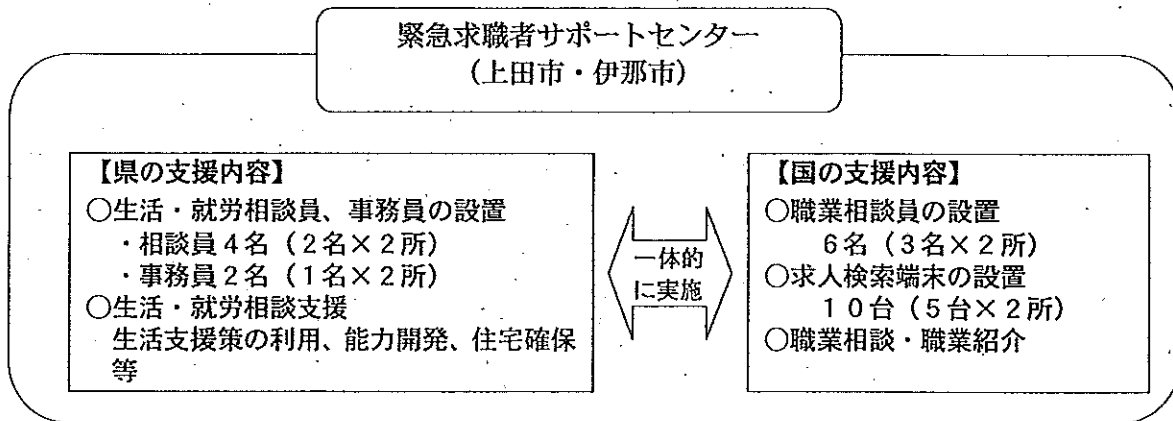 緊急求職者サポートセンター
(上田市・伊那市)
【県の支援内容】
○生活・就労相談員、事務員の設置
・相談員4名(2名×2所)
・事務員2名(1名×2所)
○生活・就労相談支援
生活支援策の利用、能力開発、住宅確保
等
一体的
に実施
【国の支援内容】
○職業相談員の設置
6名(3名×2所)
○求人検索端末の設置
10台(5台×2所)
○職業相談・職業紹介